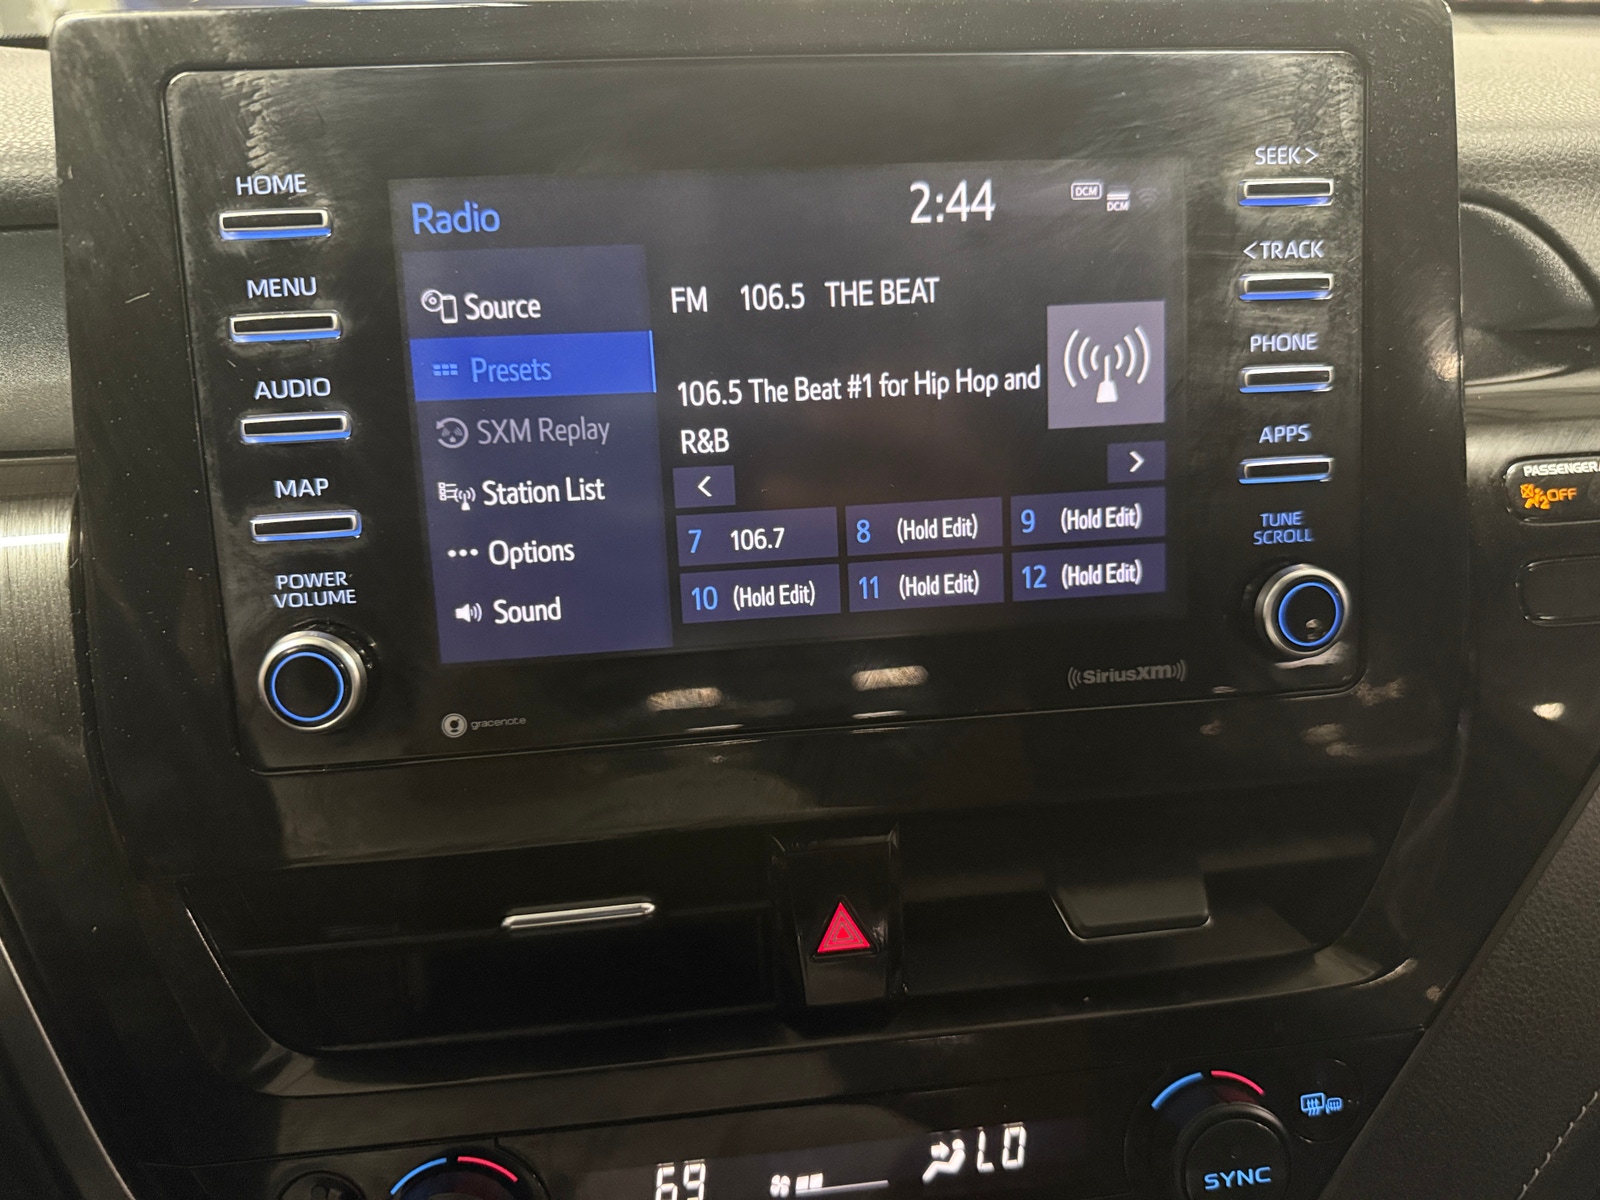 HOME
MENU
AUDIO
MAP
POWER
VOLUME
Radio
2:44
DCM
DCM
Source
Presets
SXM Replay
Station List
Options
Sound
FM 106.5 THE BEAT
106.5 The Beat #1 for Hip Hop and
R&B
<
>
7 106.7
8 (Hold Edit)
9 (Hold Edit)
10 (Hold Edit)
11 (Hold Edit)
12 (Hold Edit)
SEEK >
< TRACK
PHONE
APPS
TUNE
SCROLL
gracenote
((SiriusXM))
PASSENGER
2 OFF
69
LO
SYNC